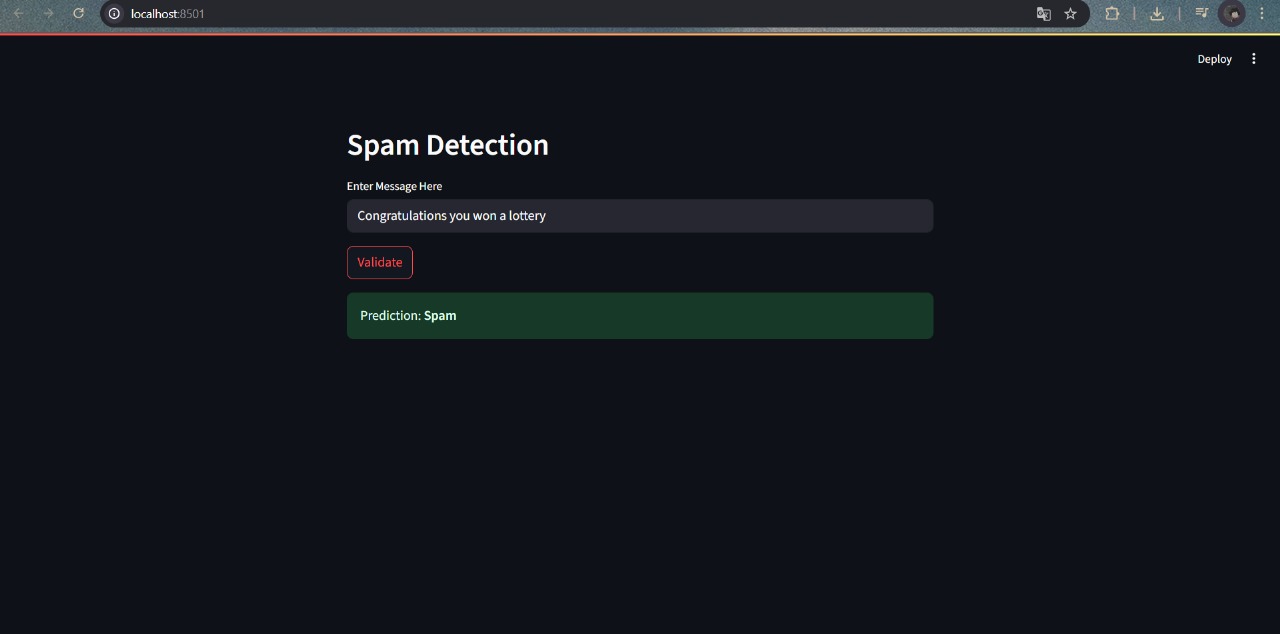 localhost:8501
Deploy
Spam Detection
Enter Message Here
Congratulations you won a lottery
Validate
Prediction: Spam